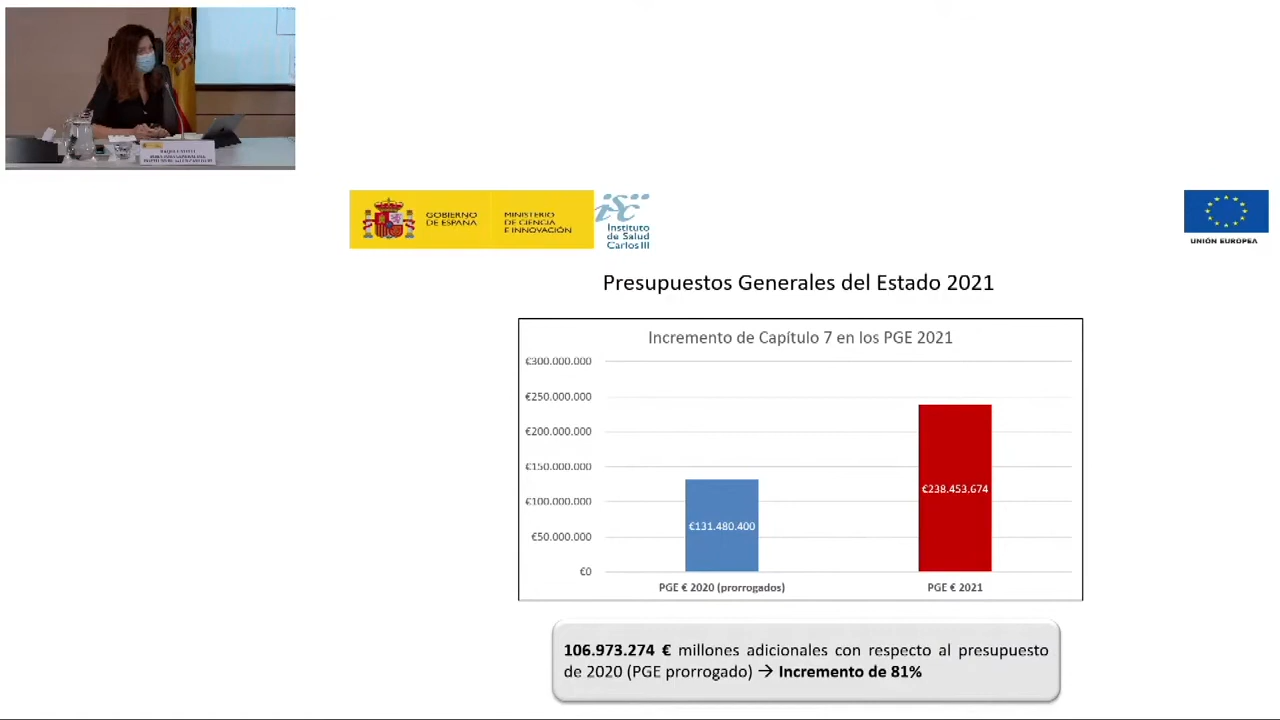 GOBIERNO
DE ESPAÑA
MINISTERIO
DE CIENCIA
E INNOVACIÓN
isc
Instituto
de Salud
Carlos III
UNIÓN EUROPEA
Presupuestos Generales del Estado 2021
Incremento de Capítulo 7 en los PGE 2021
€300.000.000
€250.000.000
€200.000.000
€150.000.000
€100.000.000
€50.000.000
€0
€131.480.400
€238.453.674
PGE € 2020 (prorrogados)
PGE € 2021
106.973.274 € millones adicionales con respecto al presupuesto
de 2020 (PGE prorrogado) → Incremento de 81%